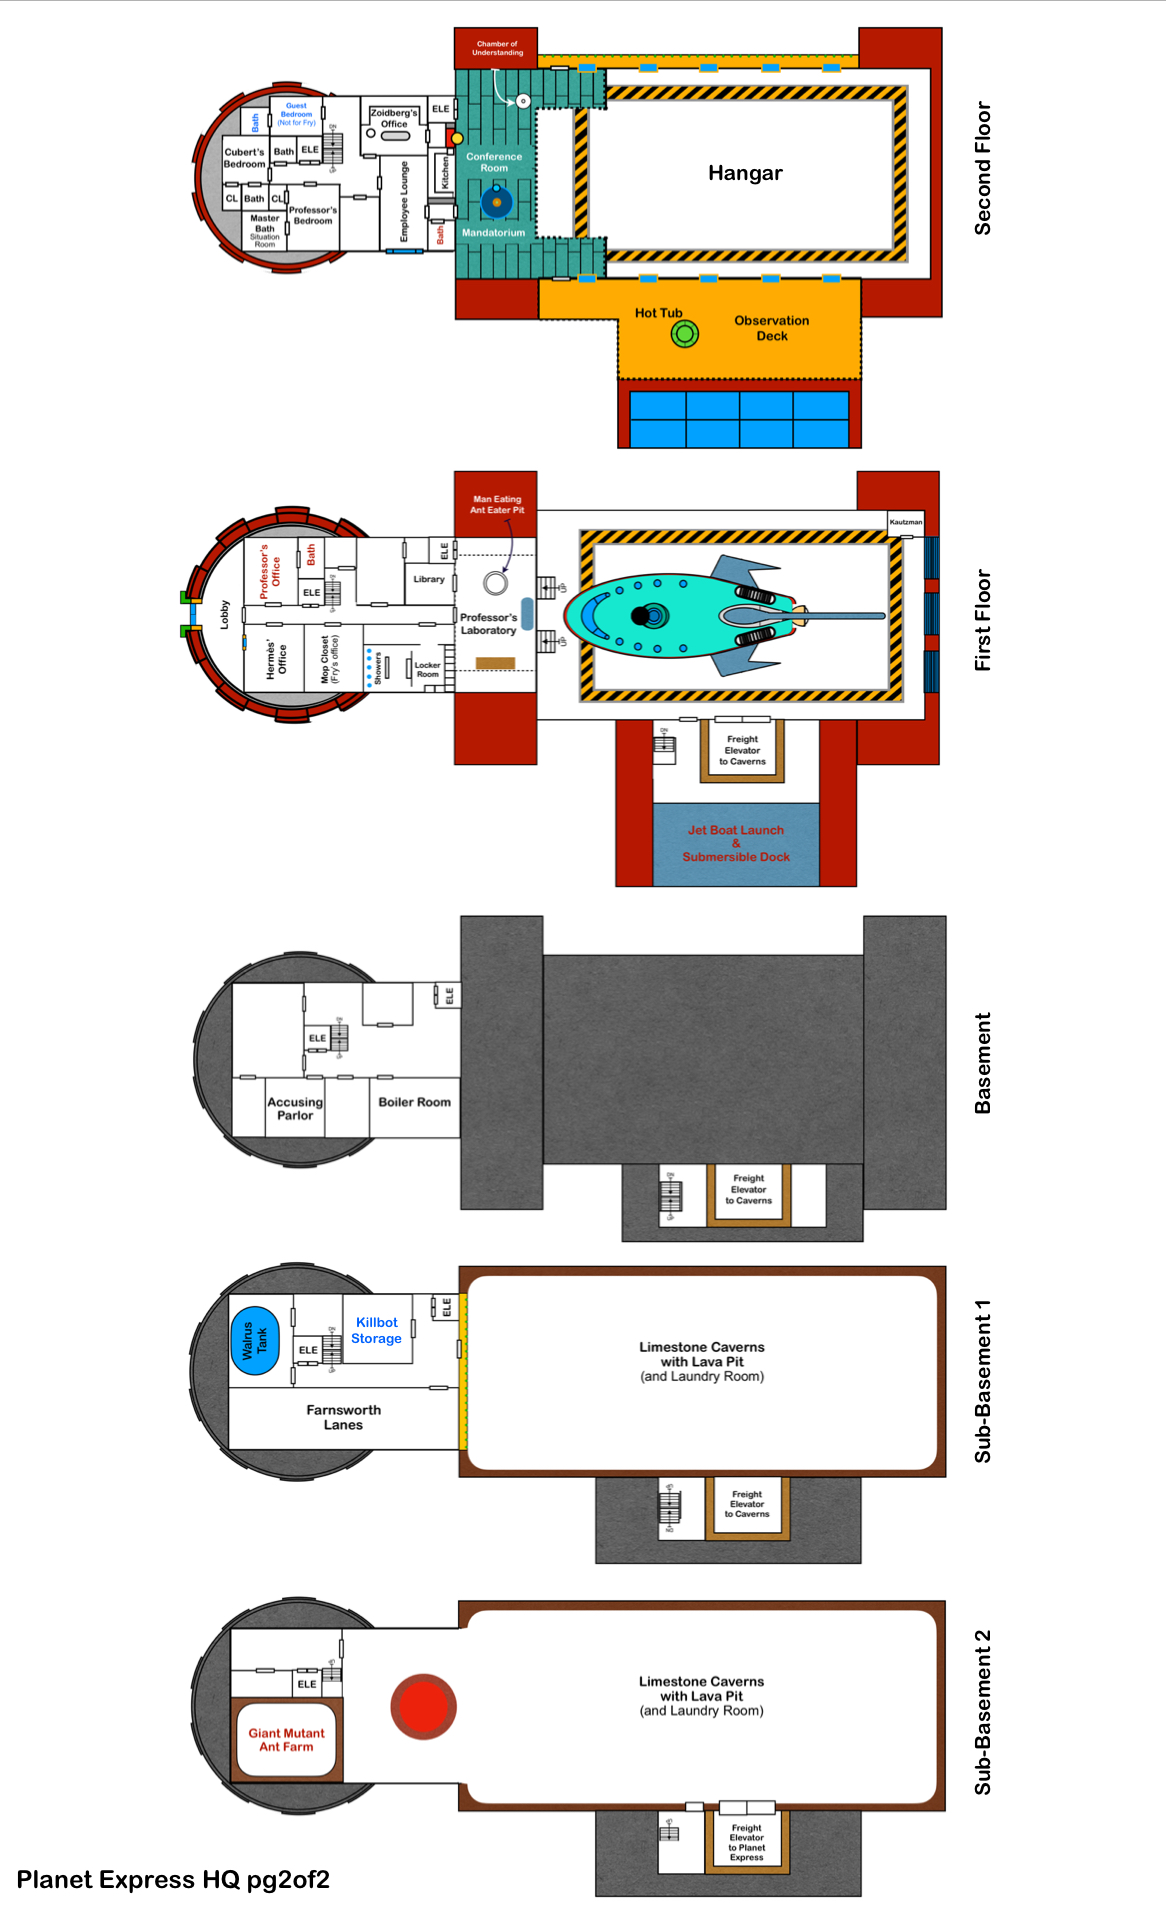 Chamber of
Understanding
Guest
Bedroom
(Not for Fry)
Bath
Zoidberg's
Office
ELE
DN
UP
Cubert's
Bedroom
Bath
ELE
Conference
Room
Kitchen
Employee Lounge
CL
Bath
CL
Professor's
Bedroom
Master
Bath
Situation
Room
Bath
Mandatorium
Hangar
Second Floor
Hot Tub
Observation
Deck
Man Eating
Ant Eater Pit
Kautzman
Professor's
Office
Bath
ELE
Library
ELE
Lobby
Professor's
Laboratory
UP
UP
Hermes'
Office
Mop Closet
(Fry's office)
Showers
Locker
Room
First Floor
DN
Freight
Elevator
to Caverns
Jet Boat Launch
&
Submersible Dock
ELE
DN
ELE
UP
Accusing
Parlor
Boiler Room
Basement
DN
UP
Freight
Elevator
to Caverns
Walrus
Tank
ELE
DN
UP
Killbot
Storage
ELE
Farnsworth
Lanes
Limestone Caverns
with Lava Pit
(and Laundry Room)
Sub-Basement 1
UP
DN
Freight
Elevator
to Caverns
UP
ELE
Giant Mutant
Ant Farm
Limestone Caverns
with Lava Pit
(and Laundry Room)
Sub-Basement 2
UP
Freight
Elevator
to Planet
Express
Planet Express HQ pg2of2